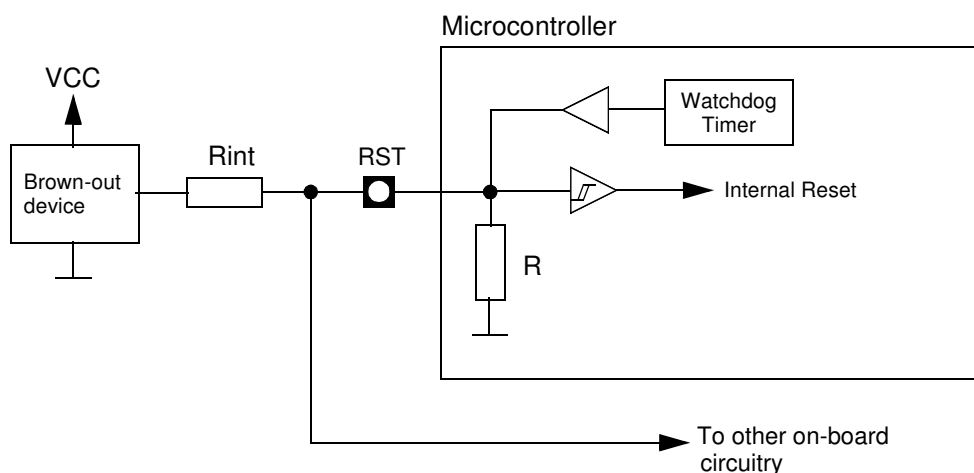 Microcontroller
VCC
Watchdog
Timer
Rint
RST
Brown-out
device
Internal Reset
R
To other on-board
circuitry